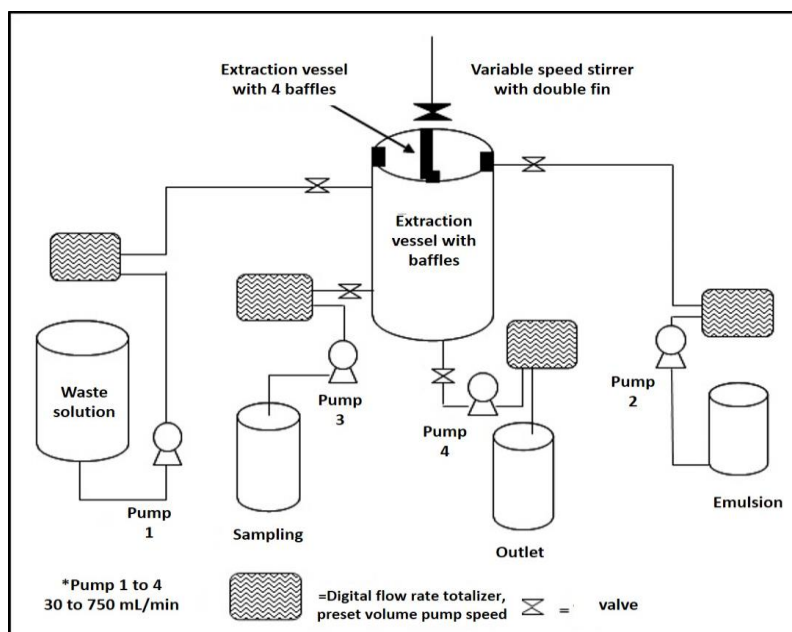 Extraction vessel
with 4 baffles
Variable speed stirrer
with double fin
Extraction
vessel with
baffles
Waste
solution
Pump
1
Sampling
Pump
3
Pump
4
Outlet
Pump
2
Emulsion
*Pump 1 to 4
30 to 750 mL/min
=Digital flow rate totalizer,
preset volume pump speed
= valve